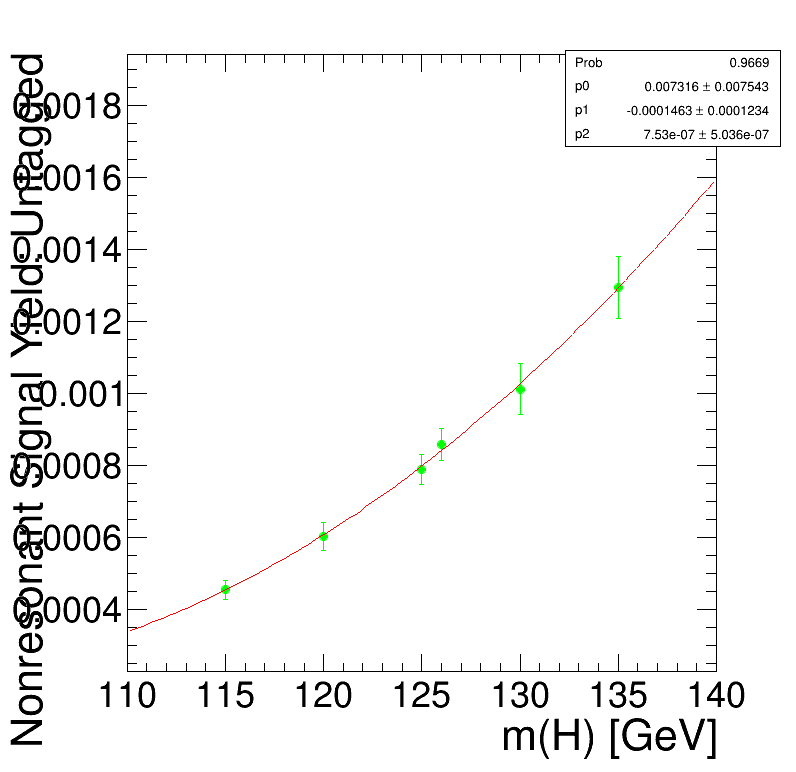 Nonresonant Signal Yield: Untagged
Prob 0.9669
p0 0.007316 ± 0.007543
p1 -0.0001463 ± 0.0001234
p2 7.53e-07 ± 5.036e-07
0.0018
0.0016
0.0014
0.0012
0.001
0.0008
0.0006
0.0004
110 115 120 125 130 135 140
m(H) [GeV]